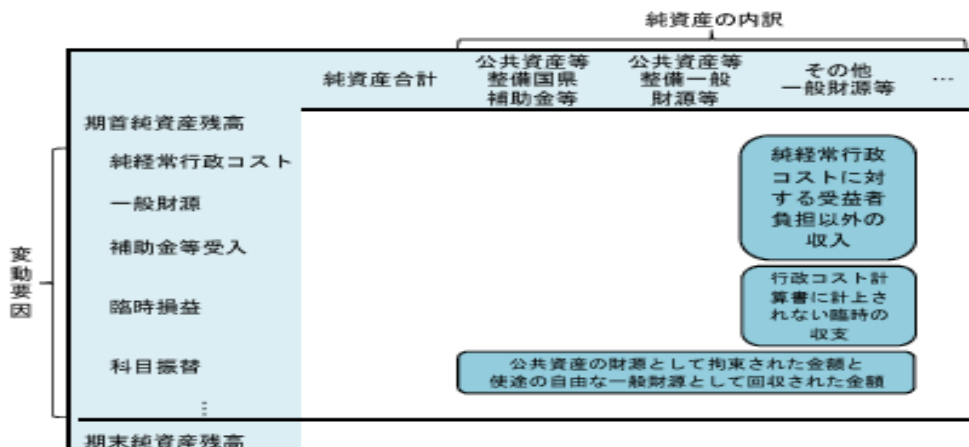 純資産の内訳
純資産合計
公共資産等
整備国県
補助金等
公共資産等
整備一般
財源等
その他
一般財源等
…
期首純資産残高
変動要因
純経常行政コスト
一般財源
補助金等受入
純経常行政
コストに対
する受益者
負担以外の
収入
臨時損益
行政コスト計
算書に計上さ
れない臨時の
収支
科目振替
公共資産の財源として拘束された金額と
使途の自由な一般財源として回収された金額
…
期末純資産残高